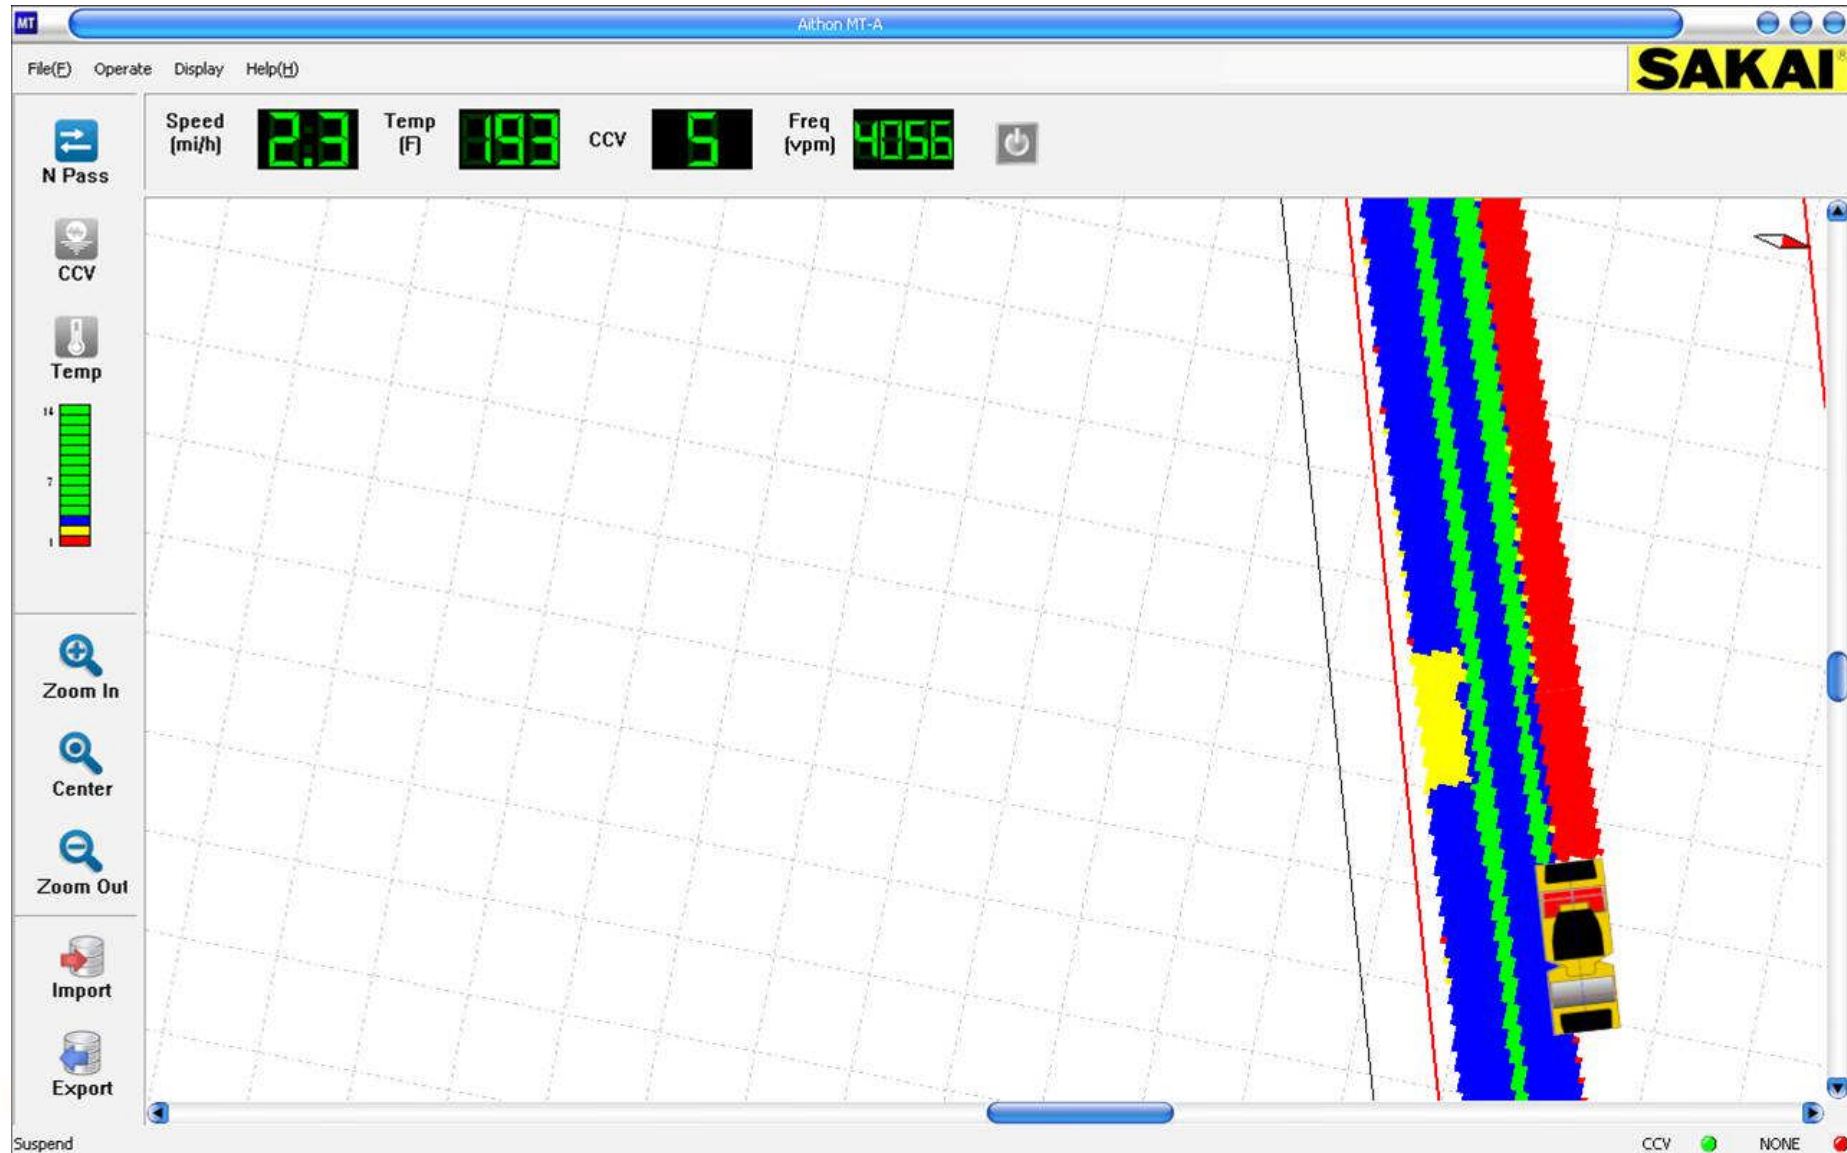 MT Aithon MT-A
File(F) Operate Display Help(H)
SAKAI®
Speed (mi/h) 2.3 Temp (F) 193 CCV 5 Freq (vpm) 4056
N Pass
CCV
Temp
14
7
1
Zoom In
Center
Zoom Out
Import
Export
Suspend
CCV NONE